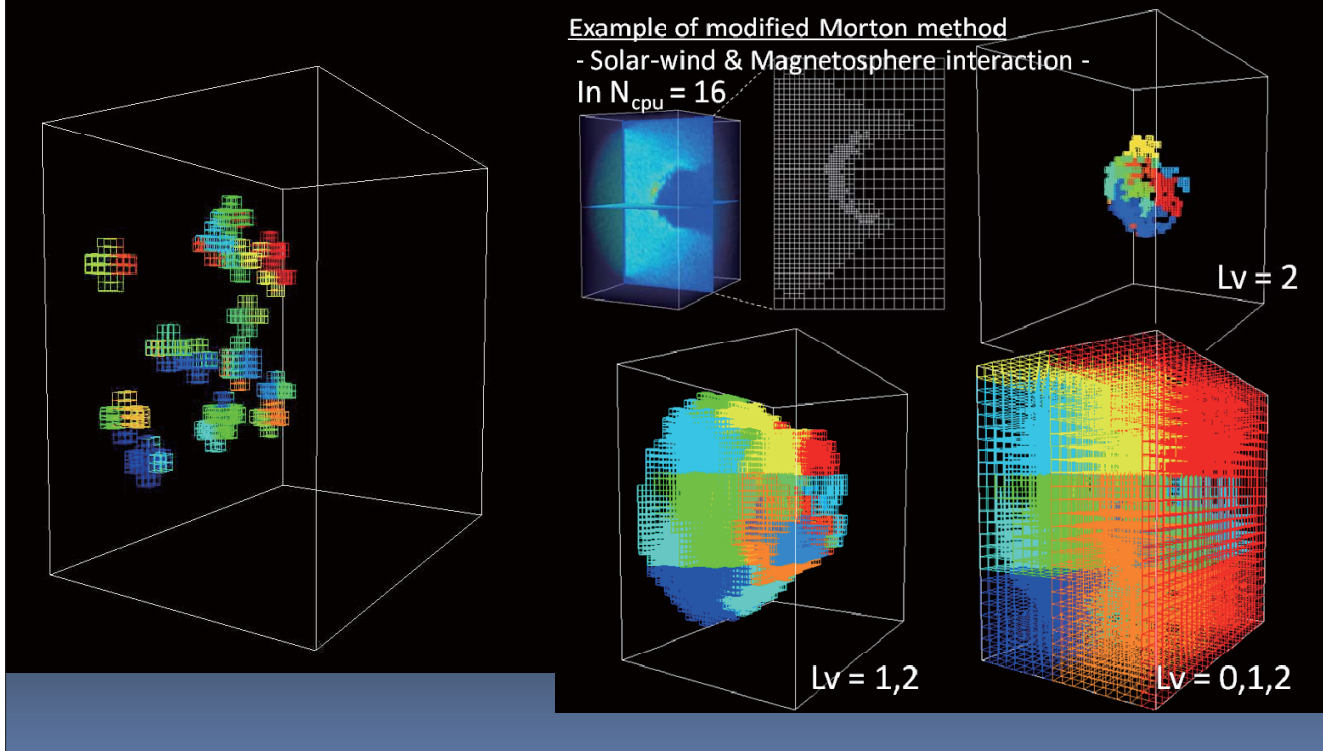 Example of modified Morton method
- Solar-wind & Magnetosphere interaction -
In N_cpu = 16
Lv = 2
Lv = 1,2
Lv = 0,1,2